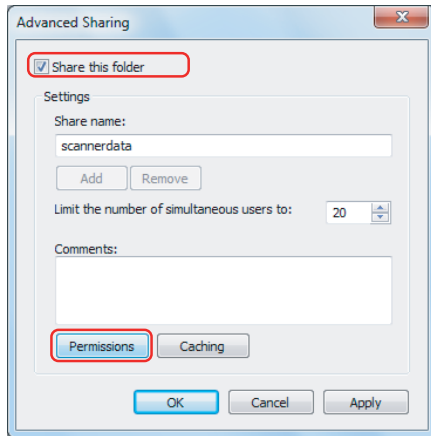 Advanced Sharing
Share this folder
Settings
Share name:
scannerdata
Add Remove
Limit the number of simultaneous users to: 20
Comments:
Permissions Caching
OK Cancel Apply